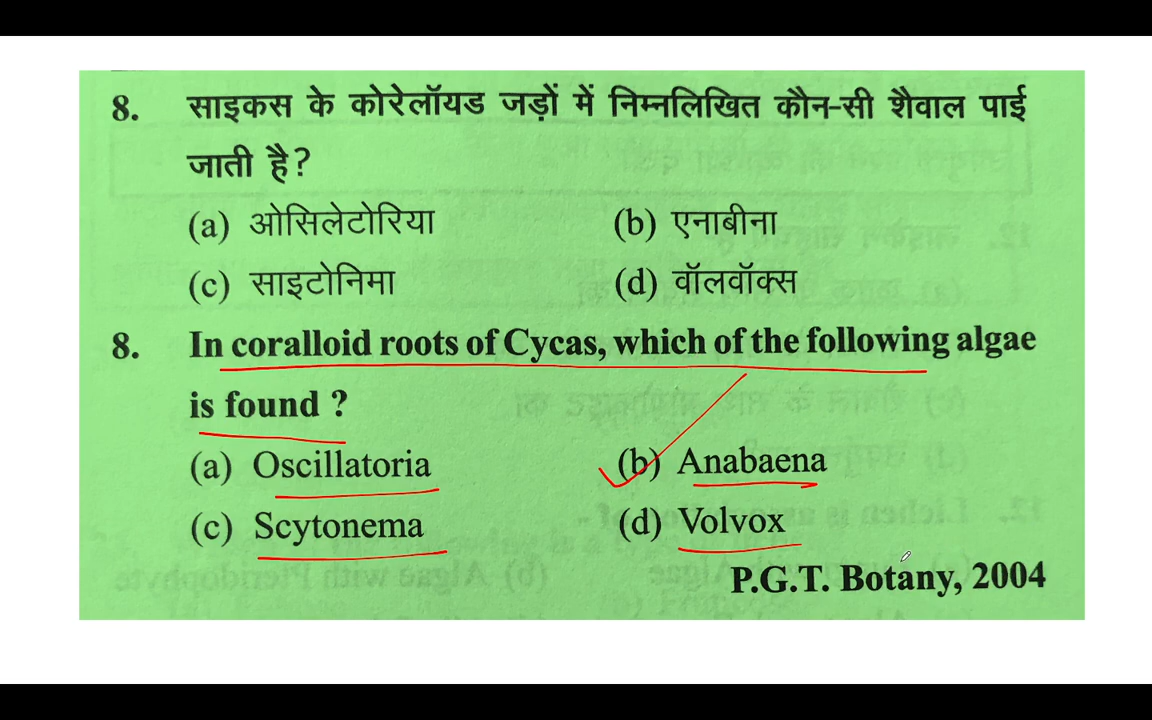 8. साइकस के कोरेलॉयड जड़ों में निम्नलिखित कौन-सी शैवाल पाई
जाती है?
(a) ओसिलेटोरिया (b) एनाबीना
(c) साइटोनिमा (d) वॉलवॉक्स
8. In coralloid roots of Cycas, which of the following algae
is found ?
(a) Oscillatoria (b) Anabaena
(c) Scytonema (d) Volvox
P.G.T. Botany, 2004